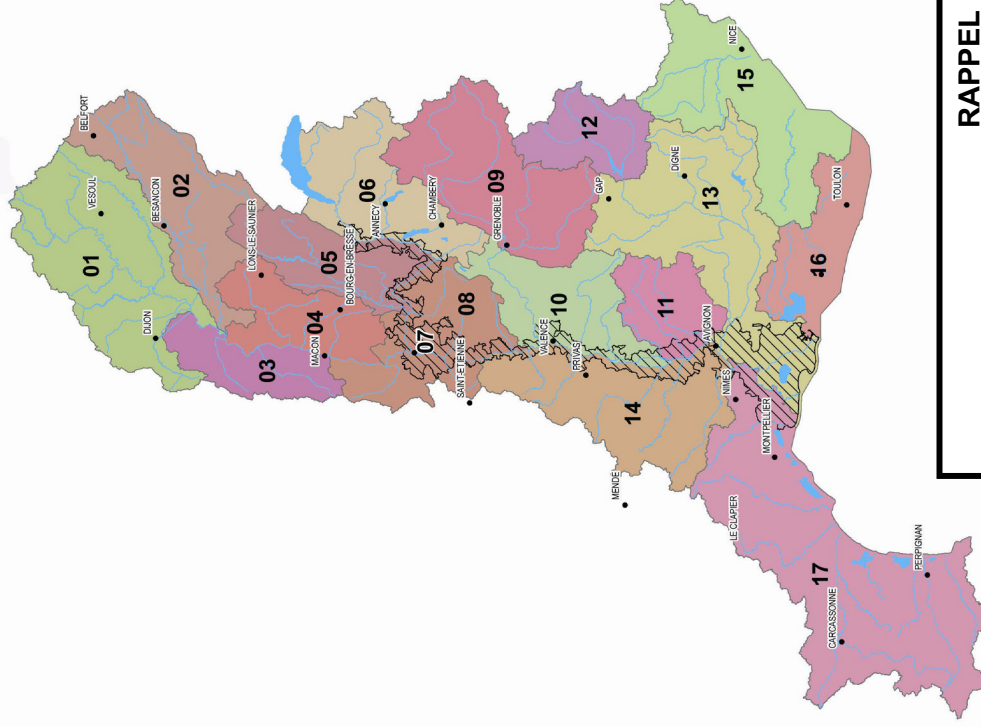 BELFORT
VESOUL
01
BESANCON
02
DIJON
LONS-LE-SAUNIER
03
05
BOURG-EN-BRESSE
04
MACON
06
ANNECY
CHAMBERY
07
08
SAINT-ETIENNE
09
GRENOBLE
10
VALENCE
PRIVAS
12
GAP
11
14
MENDE
DIGNE
13
AVIGNON
NIMES
NICE
15
MONTPELLIER
LE CLAPIER
TOULON
16
17
CARCASSONNE
PERPIGNAN
RAPPEL